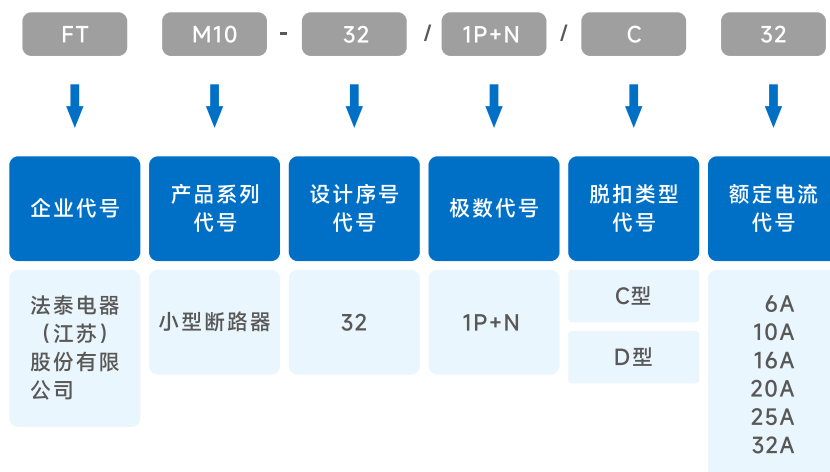 FT M10 - 32 / 1P+N / C 32
企业代号
产品系列
代号
设计序号
代号
极数代号
脱扣类型
代号
额定电流
代号
法泰电器
（江苏）
股份有限
公司
小型断路器
32
1P+N
C型
D型
6A
10A
16A
20A
25A
32A